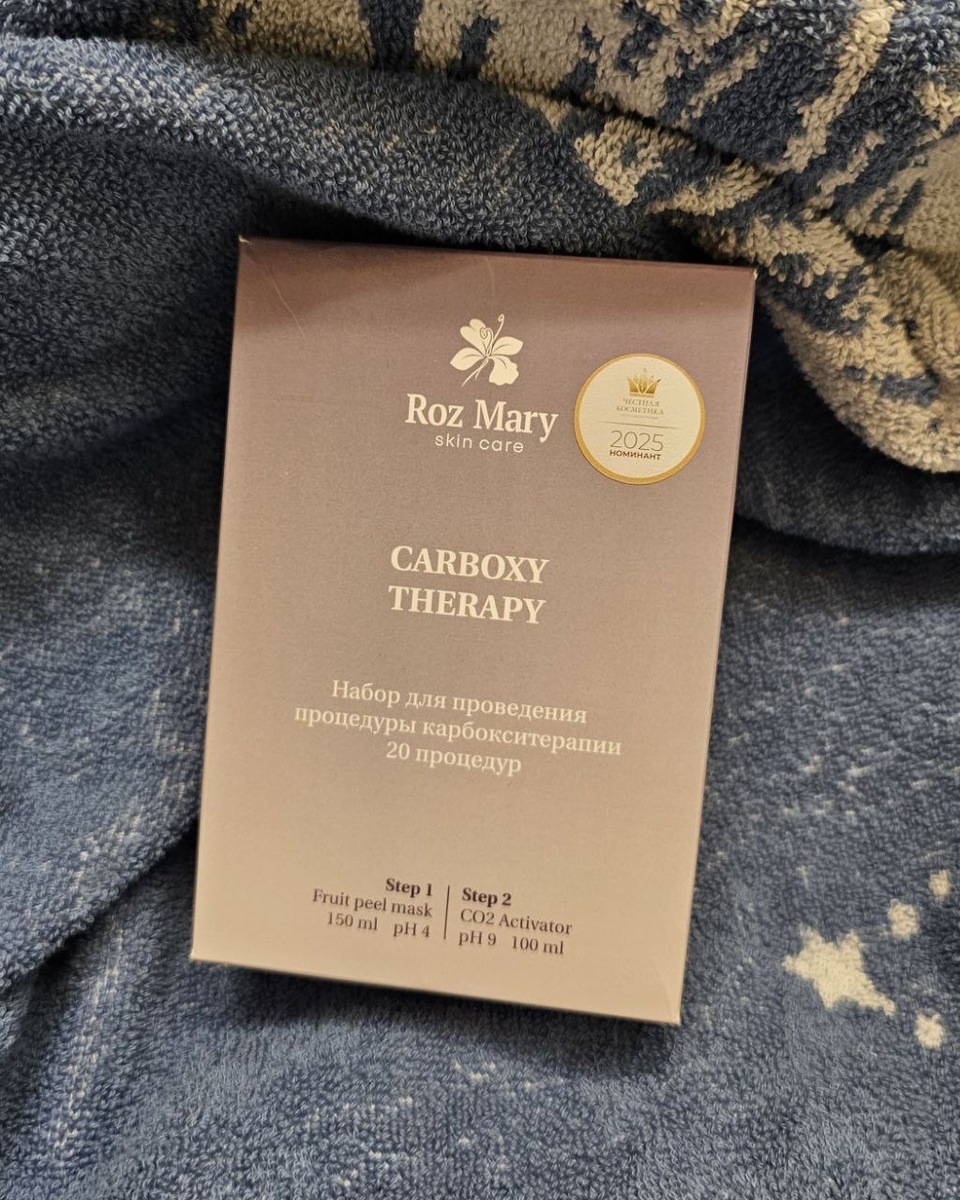 Roz Mary
skin care
ЧЕСТНАЯ
КОСМЕТИКА
2025
НОМИНАНТ
CARBOXY
THERAPY
Набор для проведения
процедуры карбокситерапии
20 процедур
Step 1
Fruit peel mask
150 ml pH 4
Step 2
CO2 Activator
pH 9 100 ml